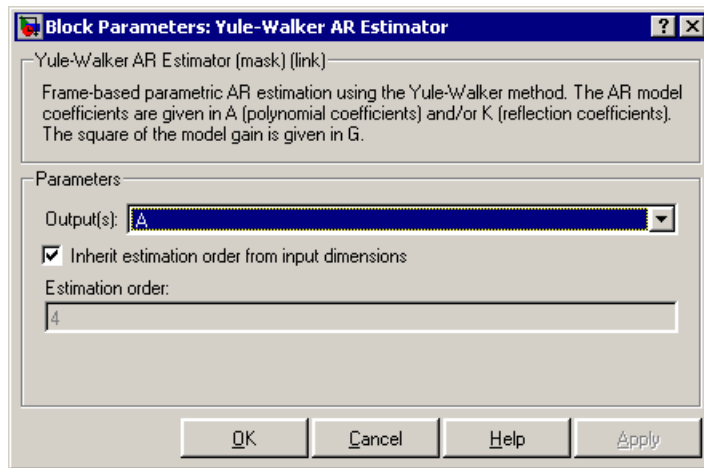 Block Parameters: Yule-Walker AR Estimator
Yule-Walker AR Estimator (mask) (link)
Frame-based parametric AR estimation using the Yule-Walker method. The AR model
coefficients are given in A (polynomial coefficients) and/or K (reflection coefficients).
The square of the model gain is given in G.
Parameters
Output(s): A
Inherit estimation order from input dimensions
Estimation order:
4
OK Cancel Help Apply